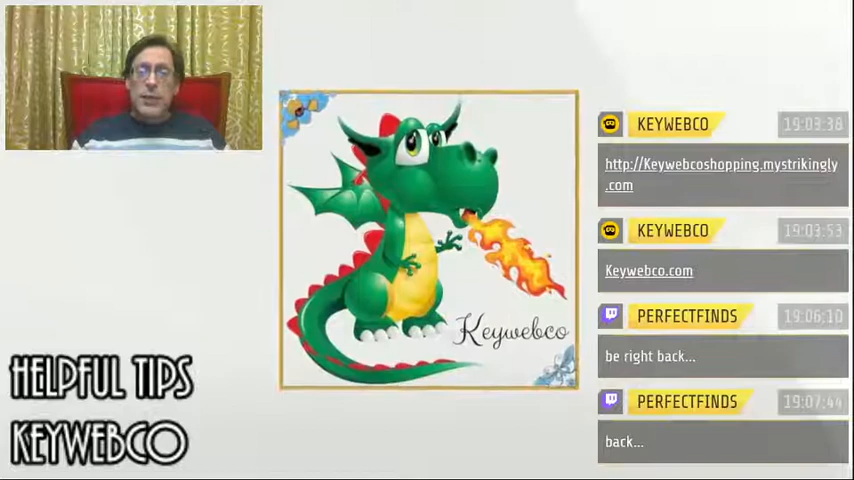 KEYWEBCO 19:03:38
http://Keywebcoshopping.mystrikingly
.com
KEYWEBCO 19:03:53
Keywebco.com
PERFECTFINDS 19:06:10
be right back...
PERFECTFINDS 19:07:44
back...
Keywebco
HELPFUL TIPS
KEYWEBCO